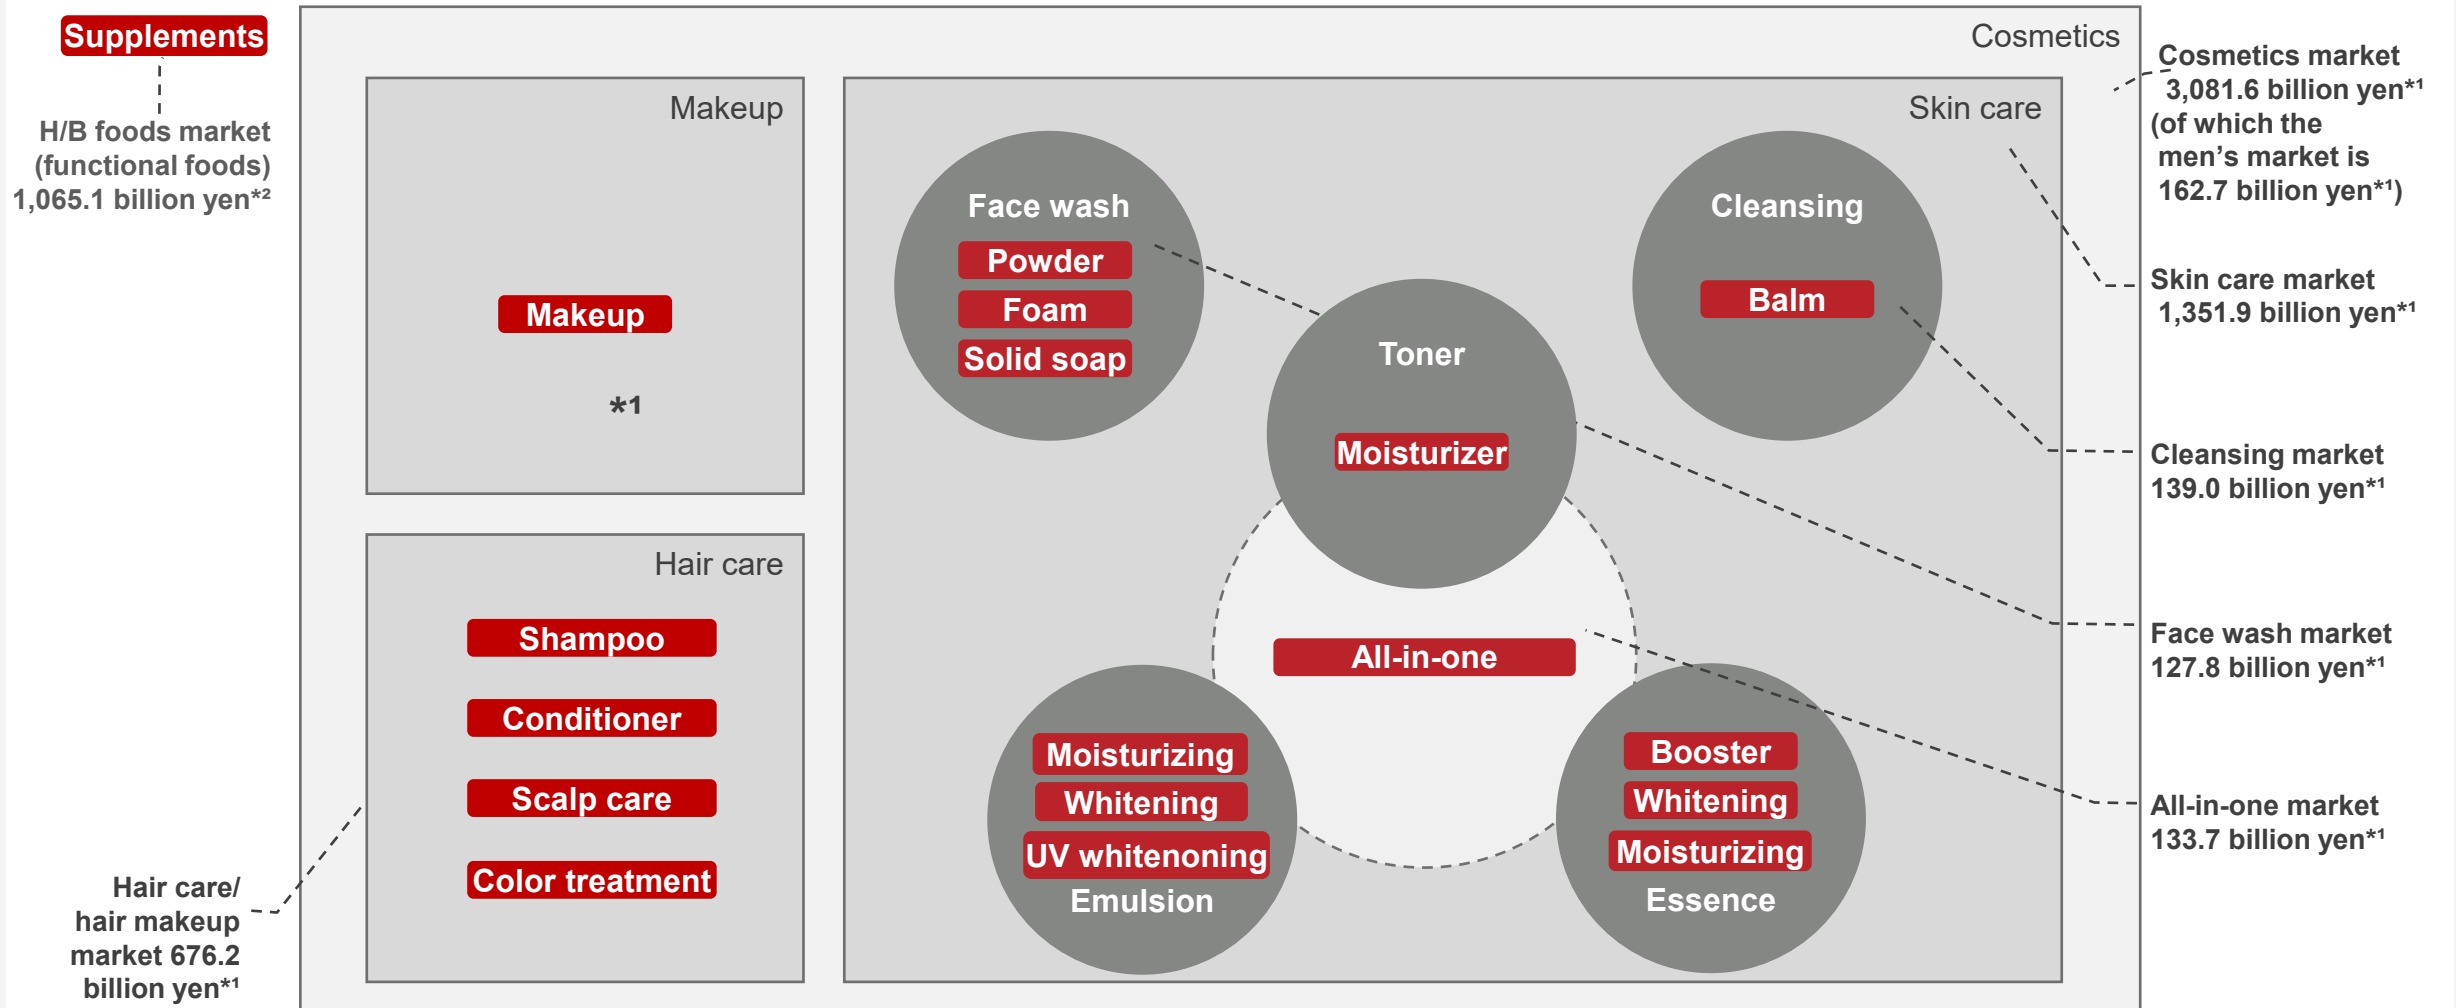 Supplements
H/B foods market
(functional foods)
1,065.1 billion yen*²
Cosmetics
Makeup
Makeup
*¹
Hair care
Shampoo
Conditioner
Scalp care
Color treatment
Hair care/
hair makeup
market 676.2
billion yen*¹
Skin care
Face wash
Powder
Foam
Solid soap
Cleansing
Balm
Toner
Moisturizer
All-in-one
Moisturizing
Whitening
UV whitenoning
Emulsion
Booster
Whitening
Moisturizing
Essence
Cosmetics market
3,081.6 billion yen*¹
(of which the
men’s market is
162.7 billion yen*¹)
Skin care market
1,351.9 billion yen*¹
Cleansing market
139.0 billion yen*¹
Face wash market
127.8 billion yen*¹
All-in-one market
133.7 billion yen*¹